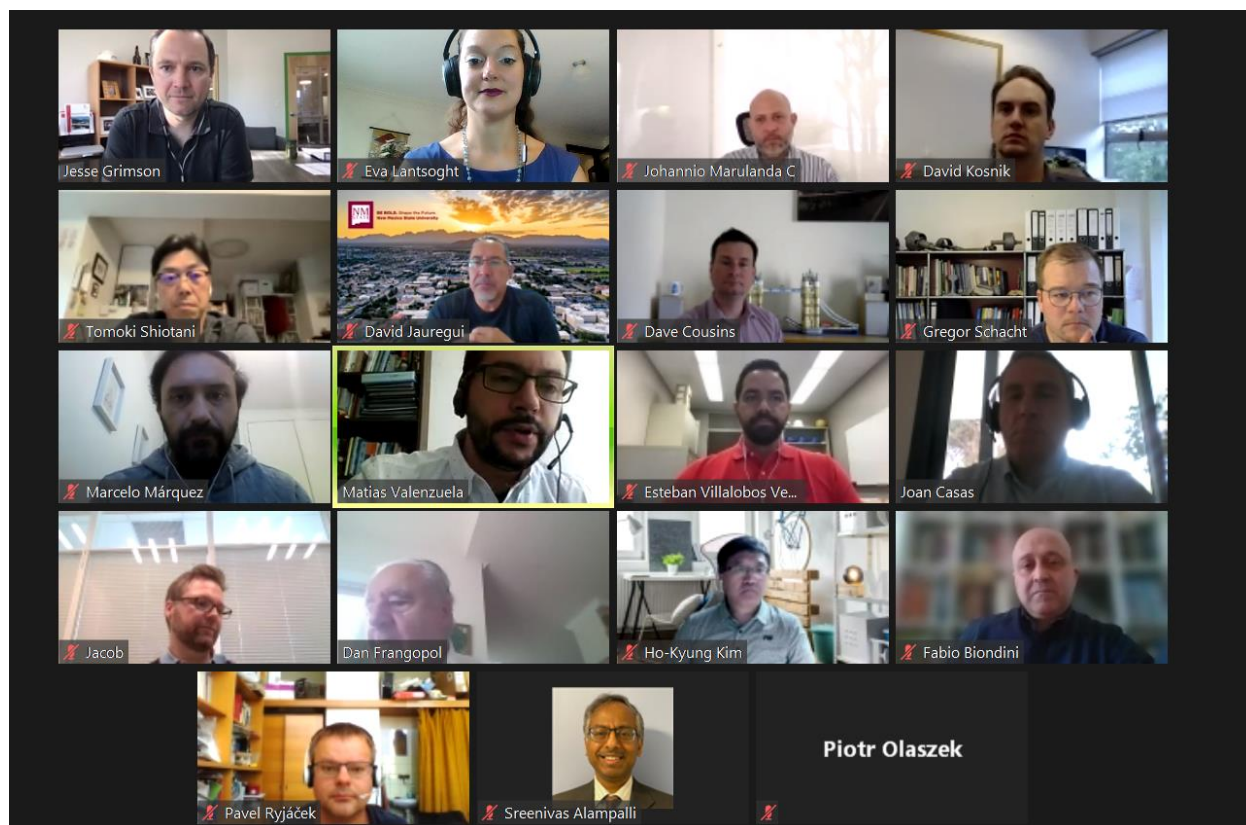 Jesse Grimson
Eva Lantsoght
Johannio Marulanda C
David Kosnik
Tomoki Shiotani
NM
BE BOLD. Shape the Future.
New Mexico State University
David Jauregui
Dave Cousins
Gregor Schacht
Marcelo Márquez
Matias Valenzuela
Esteban Villalobos Ve...
Joan Casas
Jacob
Dan Frangopol
Ho-Kyung Kim
Fabio Biondini
Pavel Ryjáček
Sreenivas Alampalli
Piotr Olaszek